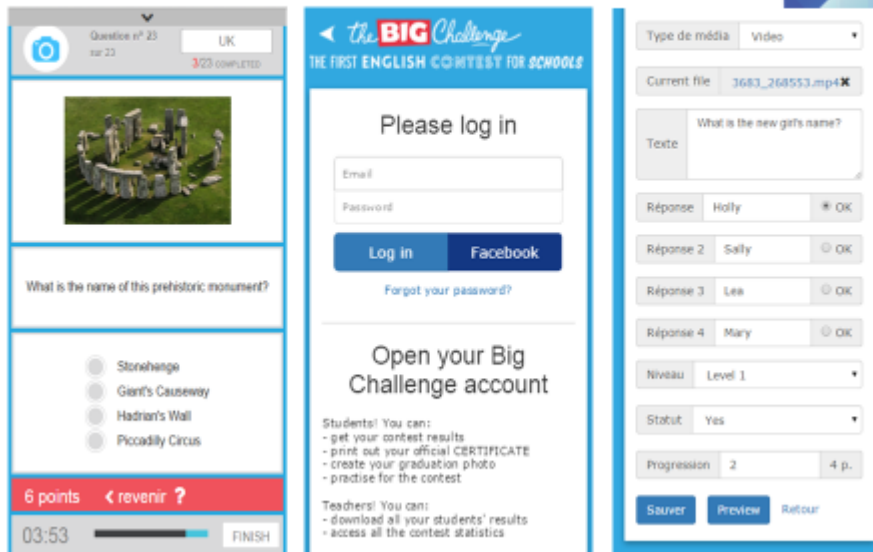 Question n° 23
sur 23
UK
3/23 COMPLETED
What is the name of this prehistoric monument?
Stonehenge
Giant's Causeway
Hadrian's Wall
Piccadilly Circus
6 points
revenir ?
03:53
FINISH
the BIG Challenge
THE FIRST ENGLISH CONTEST FOR SCHOOLS
Please log in
Email
Password
Log in
Facebook
Forgot your password?
Open your Big
Challenge account
Students! You can:
- get your contest results
- print out your official CERTIFICATE
- create your graduation photo
- practise for the contest
Teachers! You can:
- download all your students' results
- access all the contest statistics
Type de média Video
Current file 3683_268553.mp4✖
Texte What is the new girl's name?
Réponse Holly OK
Réponse 2 Sally OK
Réponse 3 Lea OK
Réponse 4 Mary OK
Niveau Level 1
Statut Yes
Progression 2 4 p.
Sauver Preview Retour